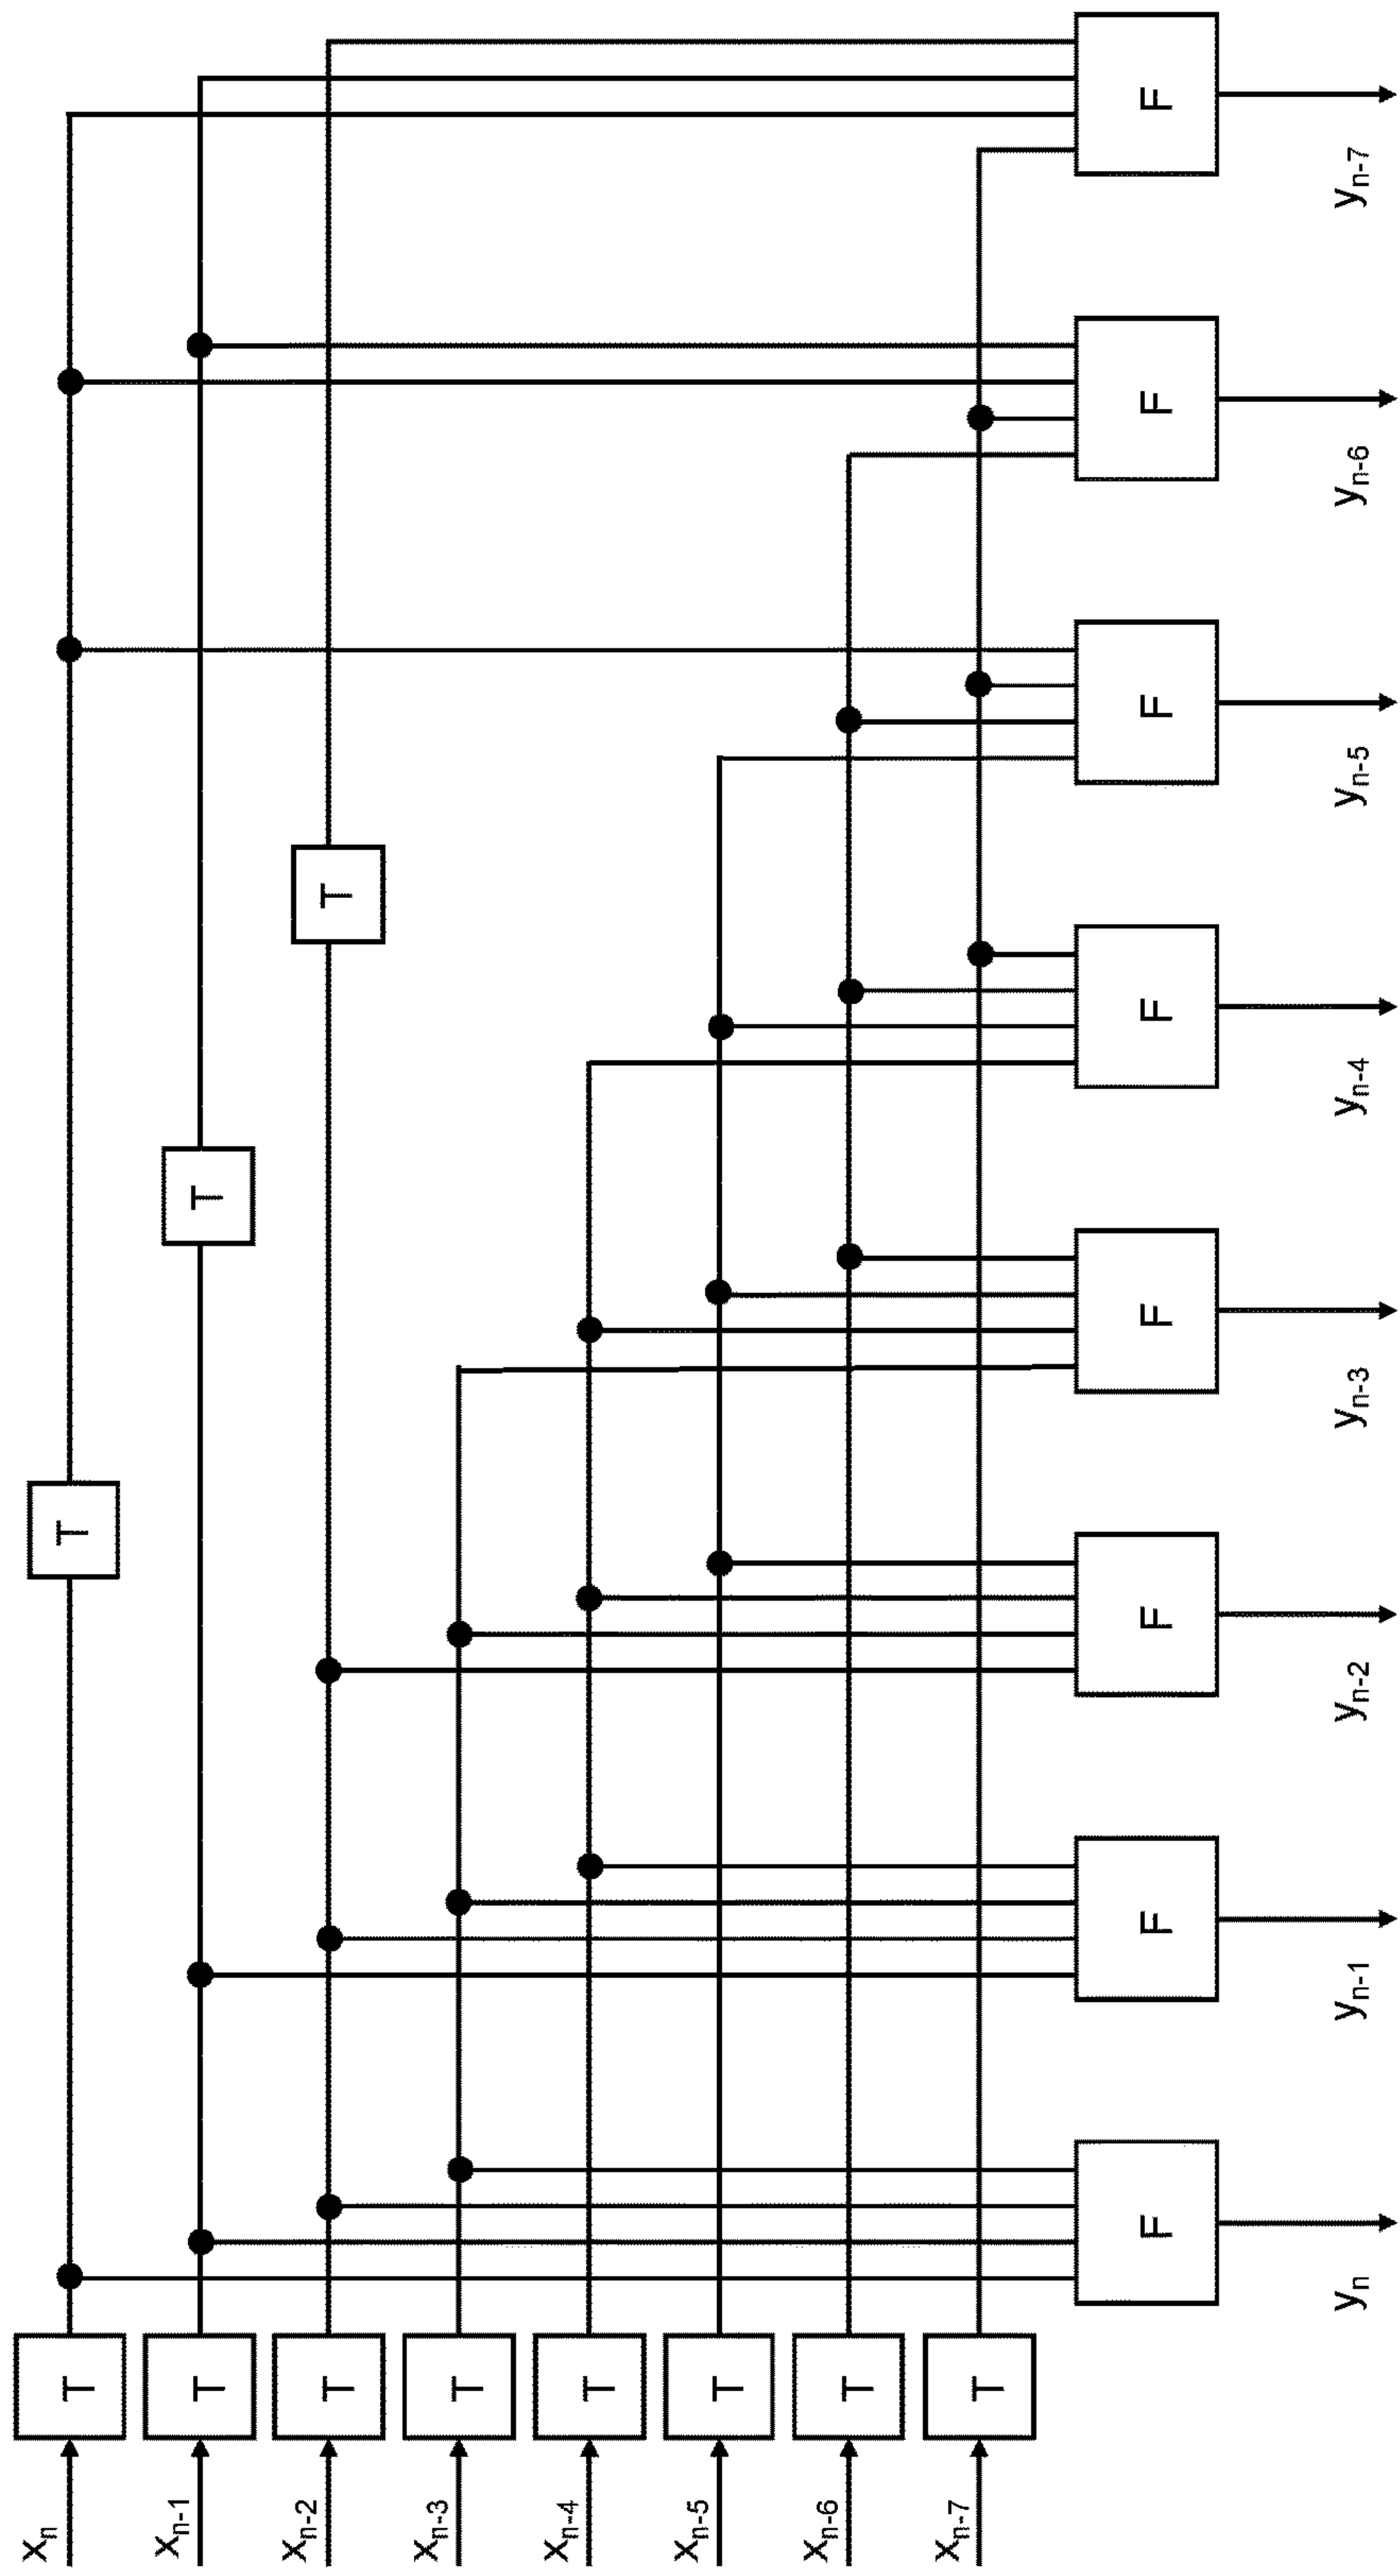 xₙ T T
xₙ₋₁ T T
xₙ₋₂ T T
xₙ₋₃ T
xₙ₋₄ T
xₙ₋₅ T
xₙ₋₆ T
xₙ₋₇ T
F F F F F F F F
yₙ yₙ₋₁ yₙ₋₂ yₙ₋₃ yₙ₋₄ yₙ₋₅ yₙ₋₆ yₙ₋₇